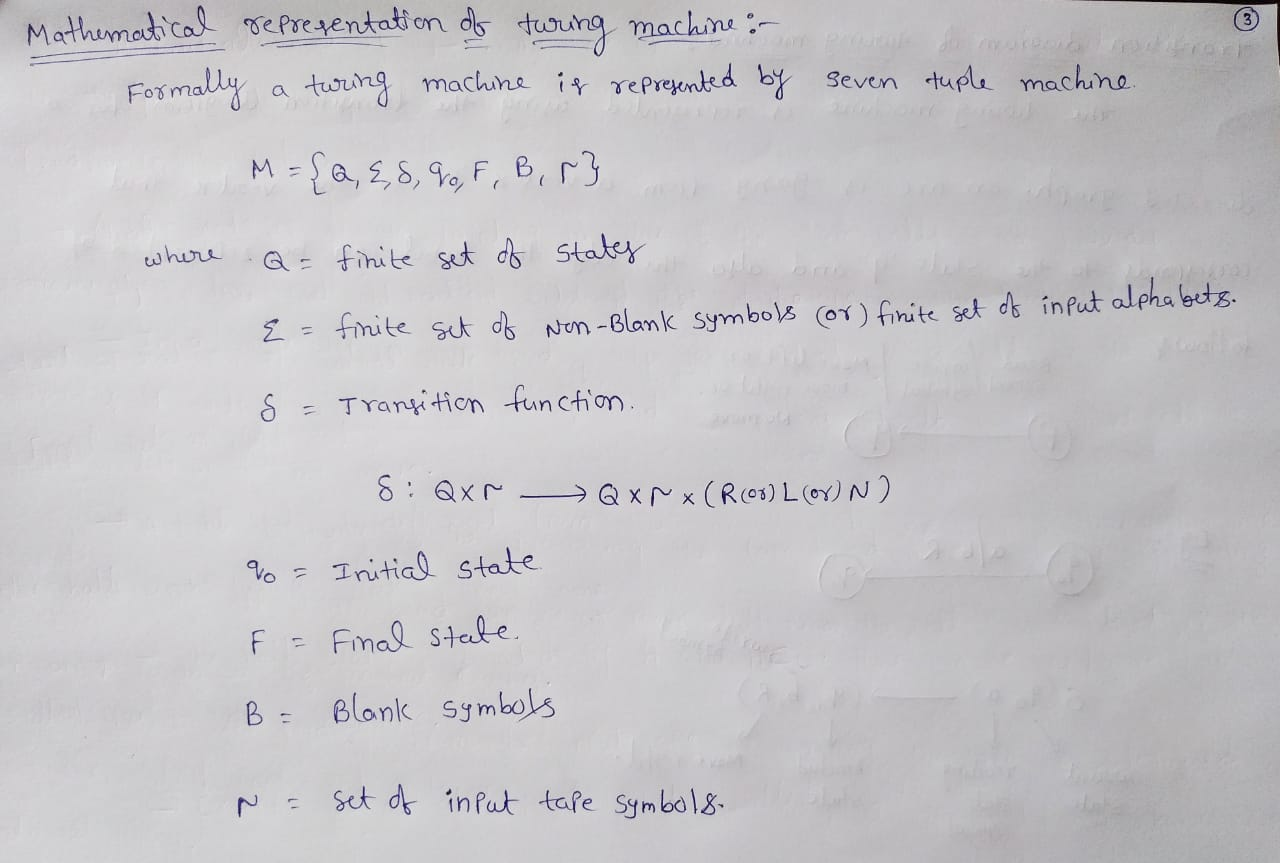 Mathematical representation of turing machine :-
③
Formally a turing machine is represented by seven tuple machine.
M = {Q, Σ, δ, q₀, F, B, Γ}
where Q = finite set of states
Σ = finite set of Non-Blank symbols (or) finite set of input alphabets.
δ = Transition function.
δ : Q×Γ ⟶ Q×Γ×(R(or) L(or) N)
q₀ = Initial state
F = Final state.
B = Blank symbols
Γ = set of input tape symbols.